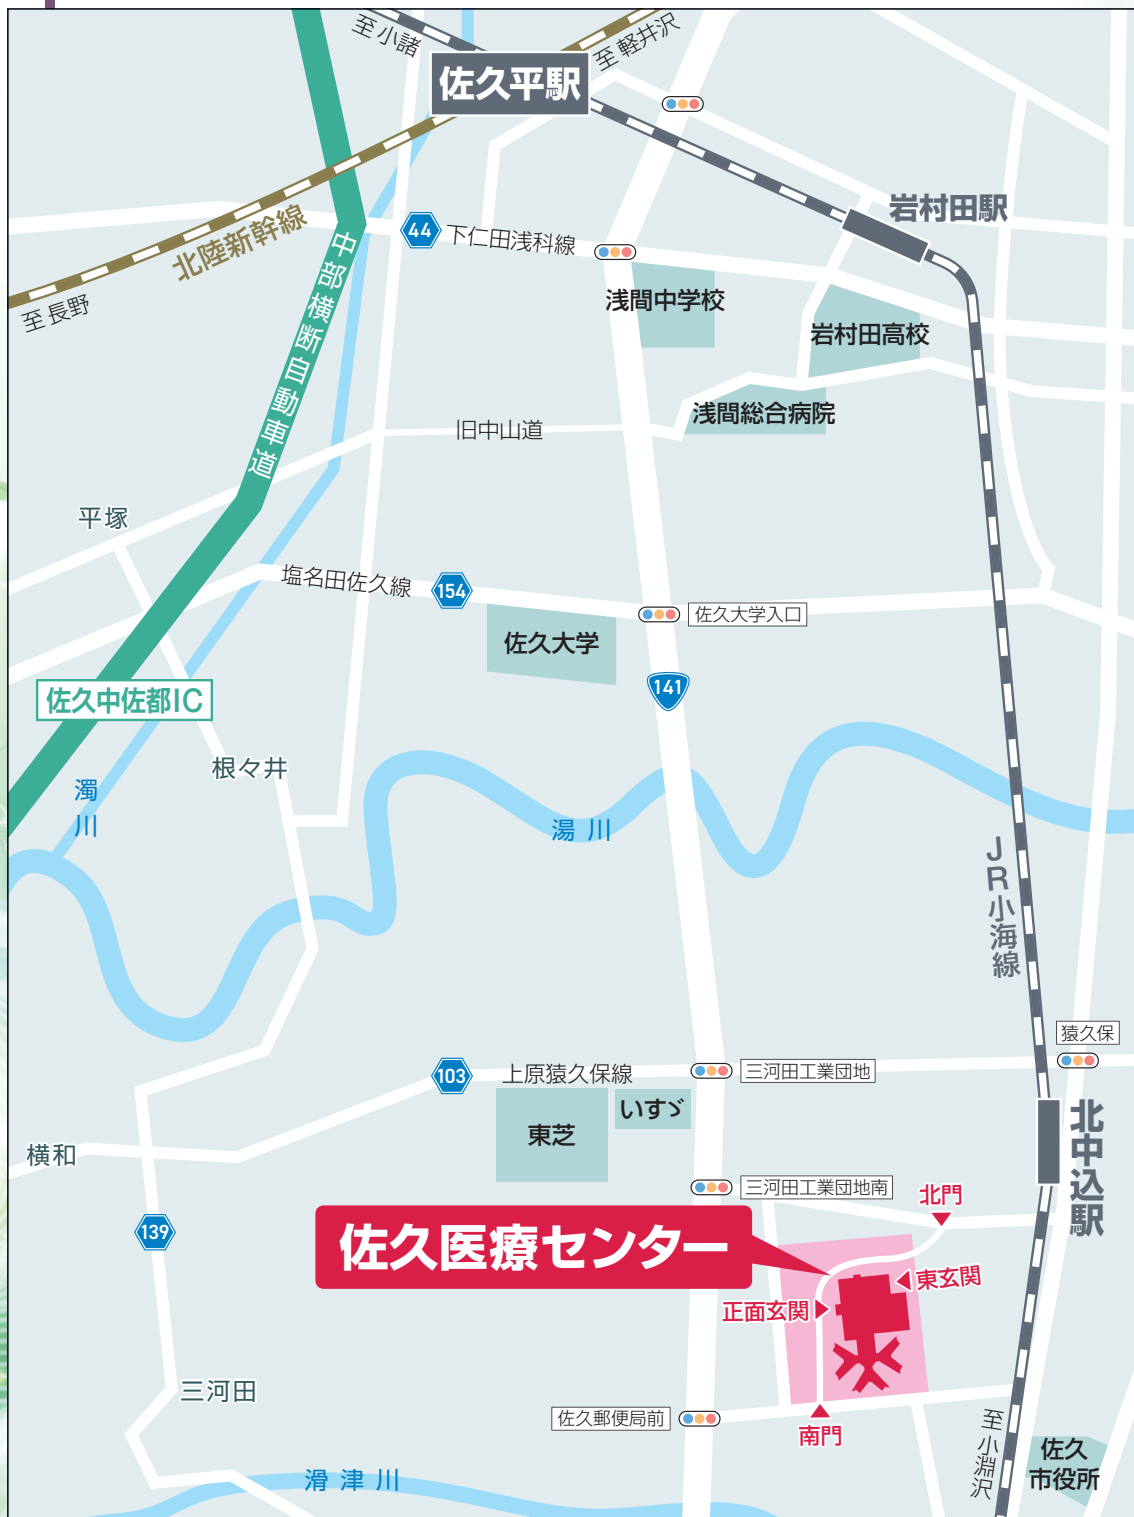 至 小諸
至 軽井沢
佐久平駅
岩村田駅
44
下仁田浅科線
北陸新幹線
至 長野
中部横断自動車道
浅間中学校
岩村田高校
浅間総合病院
旧中山道
平塚
塩名田佐久線
154
佐久大学入口
佐久大学
141
佐久中佐都IC
根々井
濁川
湯川
JR小海線
猿久保
103
上原猿久保線
三河田工業団地
いすゞ
東芝
北中込駅
横和
三河田工業団地南
北門
139
佐久医療センター
東玄関
正面玄関
三河田
佐久郵便局前
南門
至 小淵沢
佐久
市役所
滑津川